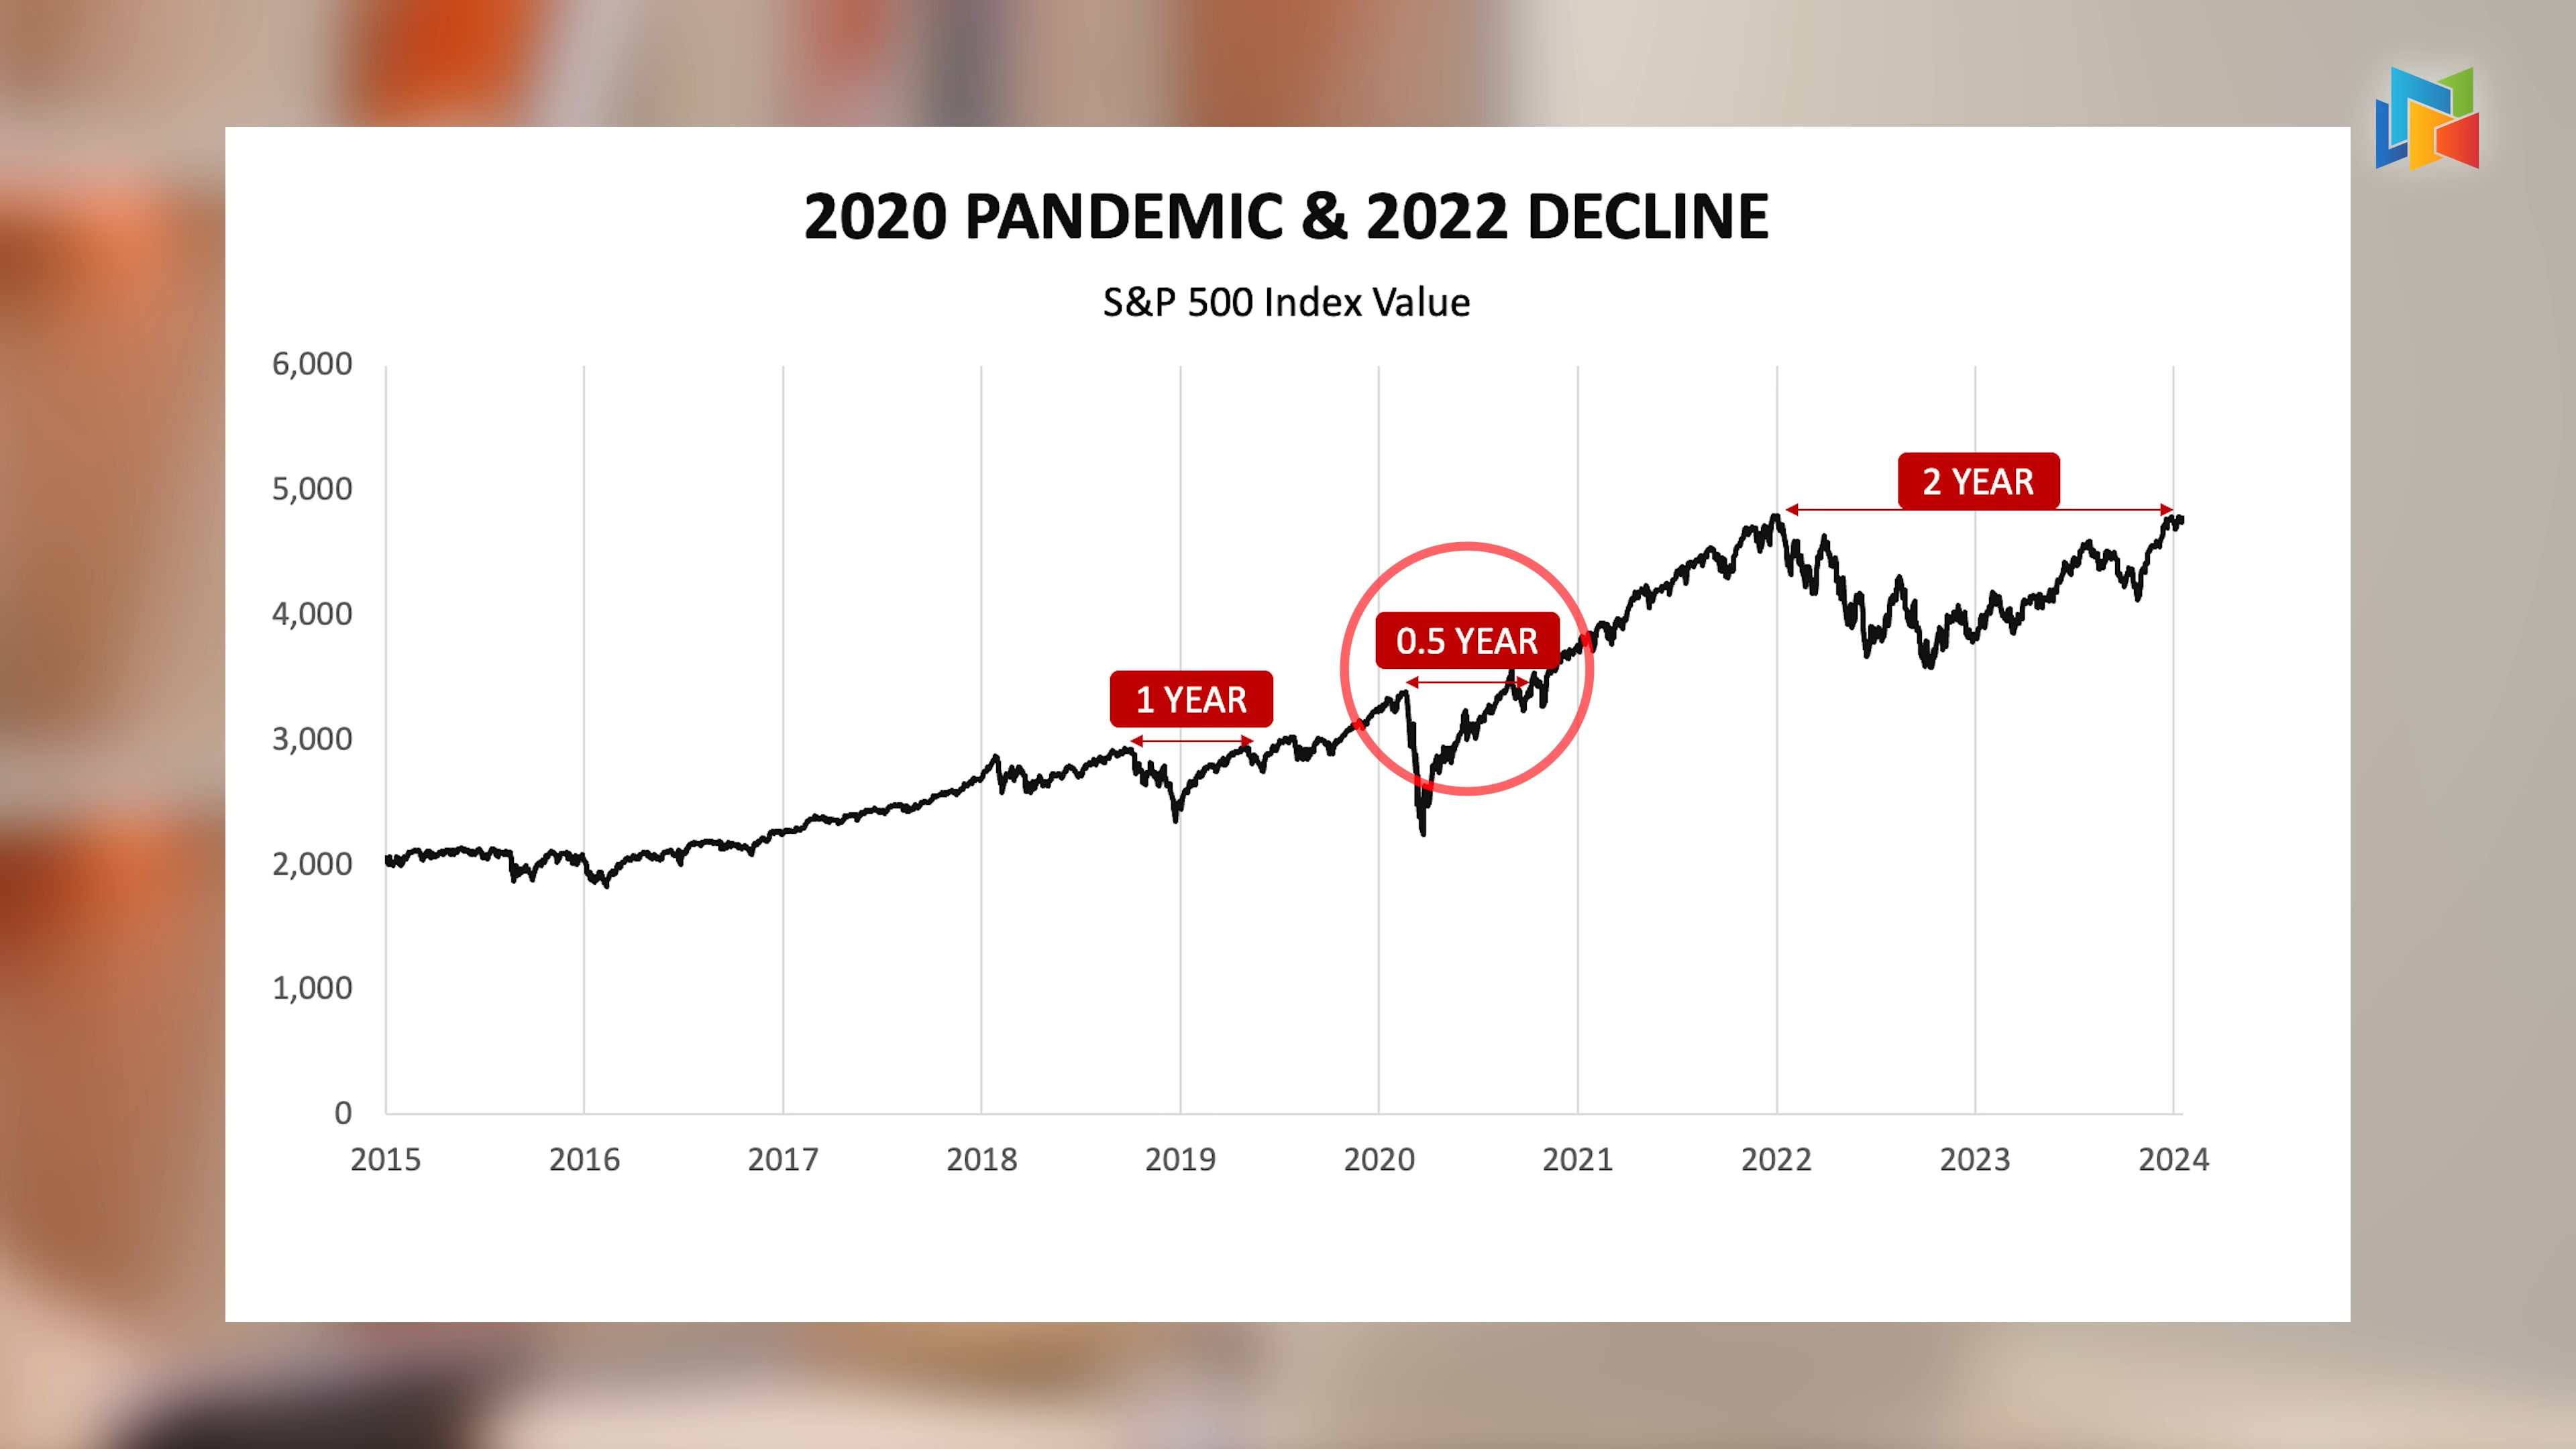 2020 PANDEMIC & 2022 DECLINE
S&P 500 Index Value
6,000
5,000
4,000
3,000
2,000
1,000
0
2 YEAR
0.5 YEAR
1 YEAR
2015 2016 2017 2018 2019 2020 2021 2022 2023 2024